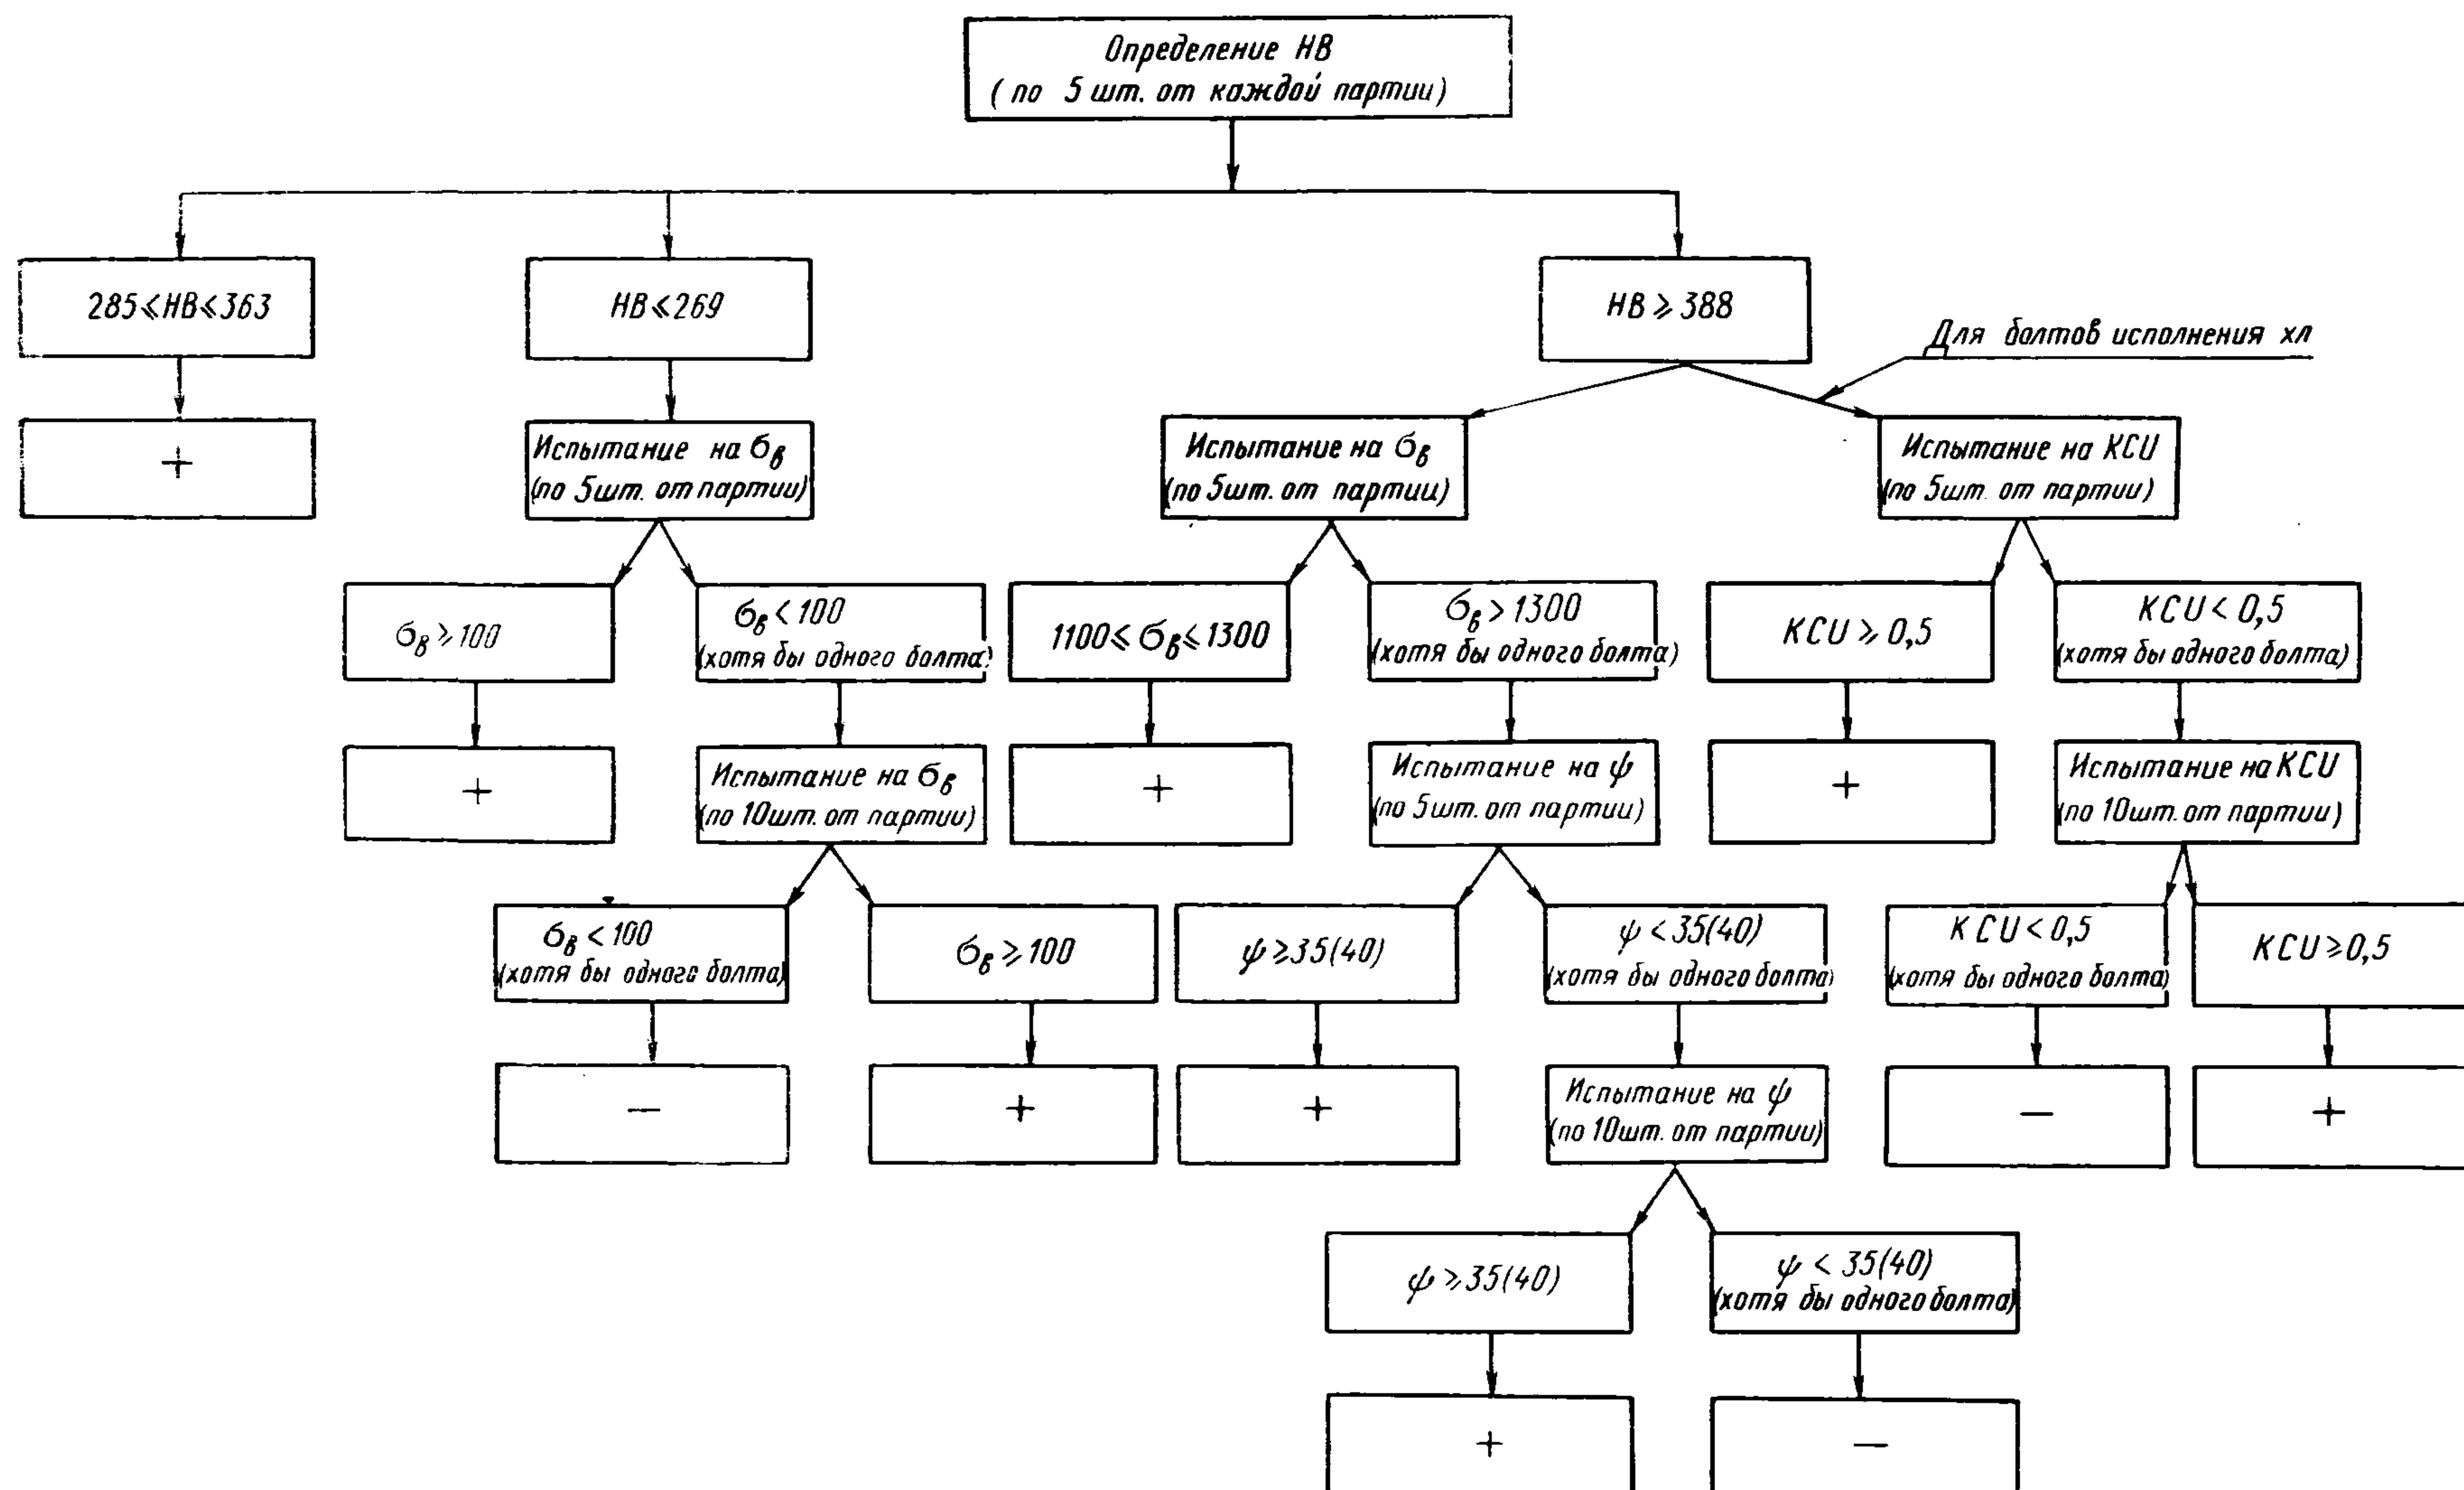 Определение НВ
( по 5 шт. от каждой партии)
285⩽НВ⩽363
НВ⩽269
НВ⩾388
Для болтов исполнения хл
+
Испытание на σв
(по 5шт. от партии)
Испытание на σв
(по 5шт. от партии)
Испытание на KCU
(по 5шт. от партии)
σв⩾100
σв<100
(хотя бы одного болта)
1100⩽σв⩽1300
σв>1300
(хотя бы одного болта)
KCU⩾0,5
KCU<0,5
(хотя бы одного болта)
+
Испытание на σв
(по 10шт. от партии)
+
Испытание на ψ
(по 5шт. от партии)
+
Испытание на KCU
(по 10шт. от партии)
σв<100
(хотя бы одного болта)
σв⩾100
ψ⩾35(40)
ψ<35(40)
(хотя бы одного болта)
KCU<0,5
(хотя бы одного болта)
KCU⩾0,5
—
+
+
Испытание на ψ
(по 10шт. от партии)
—
+
ψ⩾35(40)
ψ < 35(40)
(хотя бы одного болта)
+
—